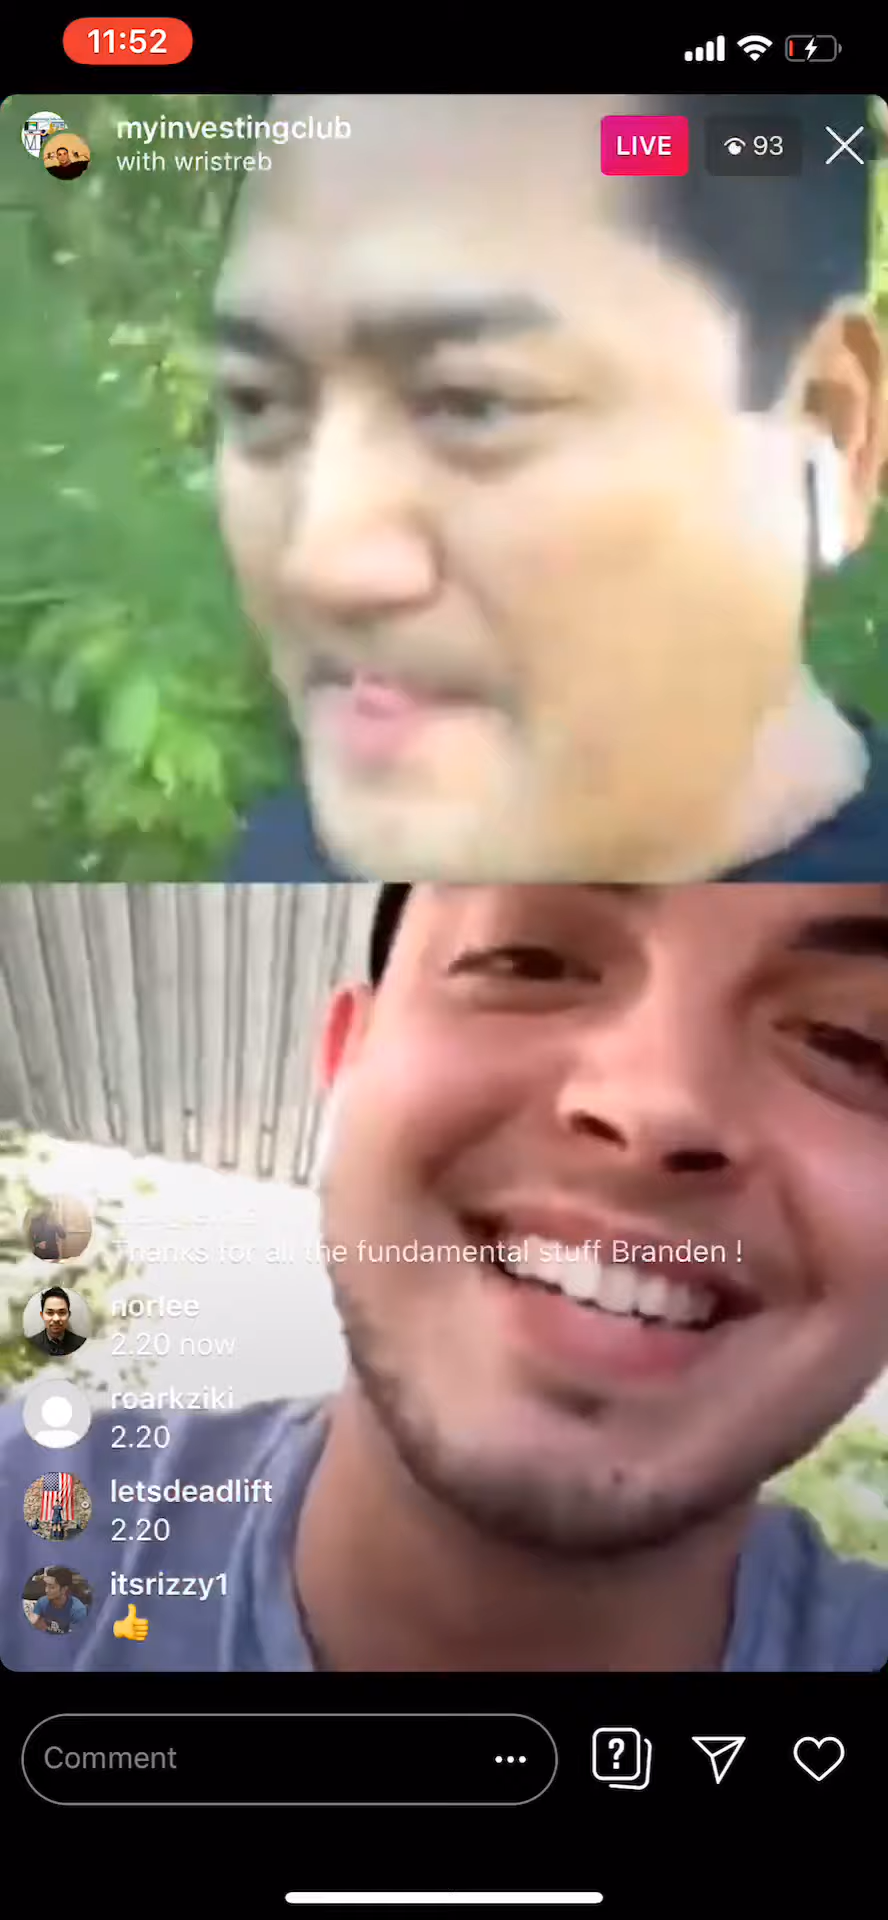 11:52
myinvestingclub
with wristreb
LIVE
93
Thanks for all the fundamental stuff Branden !
norlee
2.20 now
roarkziki
2.20
letsdeadlift
2.20
itsrizzy1
👍
Comment